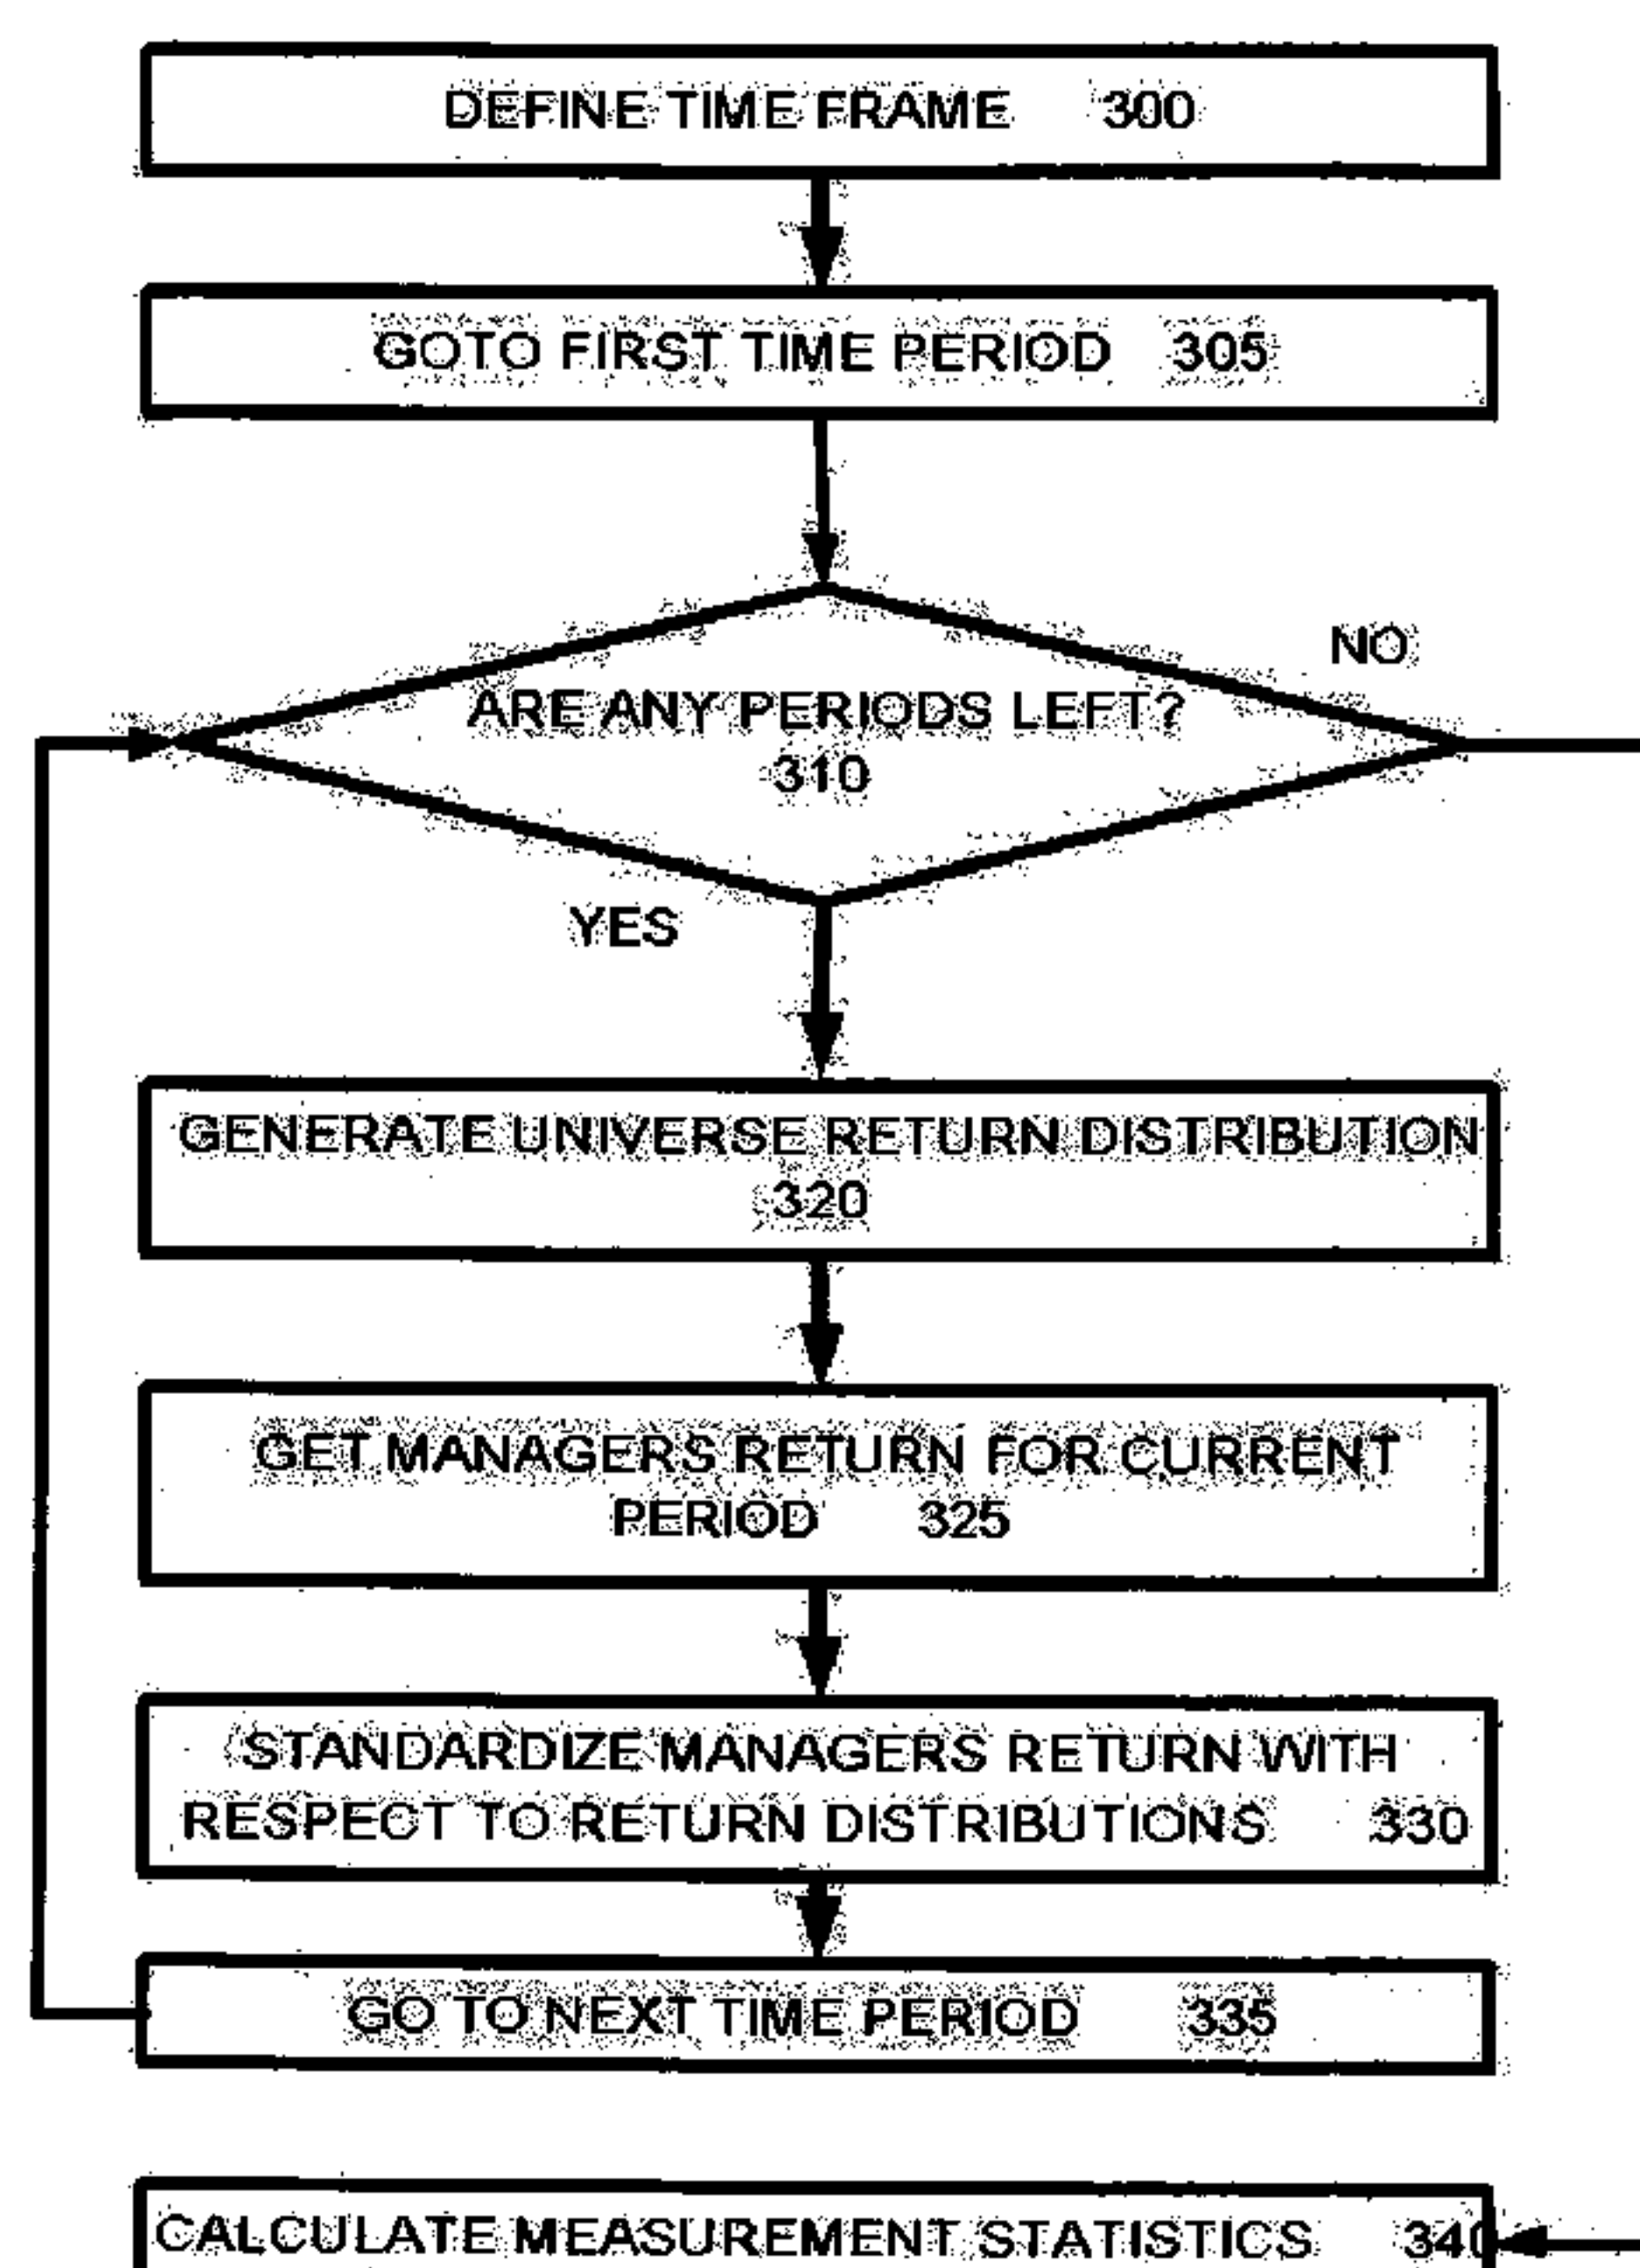 DEFINE TIME FRAME 300
GOTO FIRST TIME PERIOD 305
NO
ARE ANY PERIODS LEFT?
310
YES
GENERATE UNIVERSE RETURN DISTRIBUTION
320
GET MANAGERS RETURN FOR CURRENT
PERIOD 325
STANDARDIZE MANAGERS RETURN WITH
RESPECT TO RETURN DISTRIBUTIONS 330
GO TO NEXT TIME PERIOD 335
CALCULATE MEASUREMENT STATISTICS 340